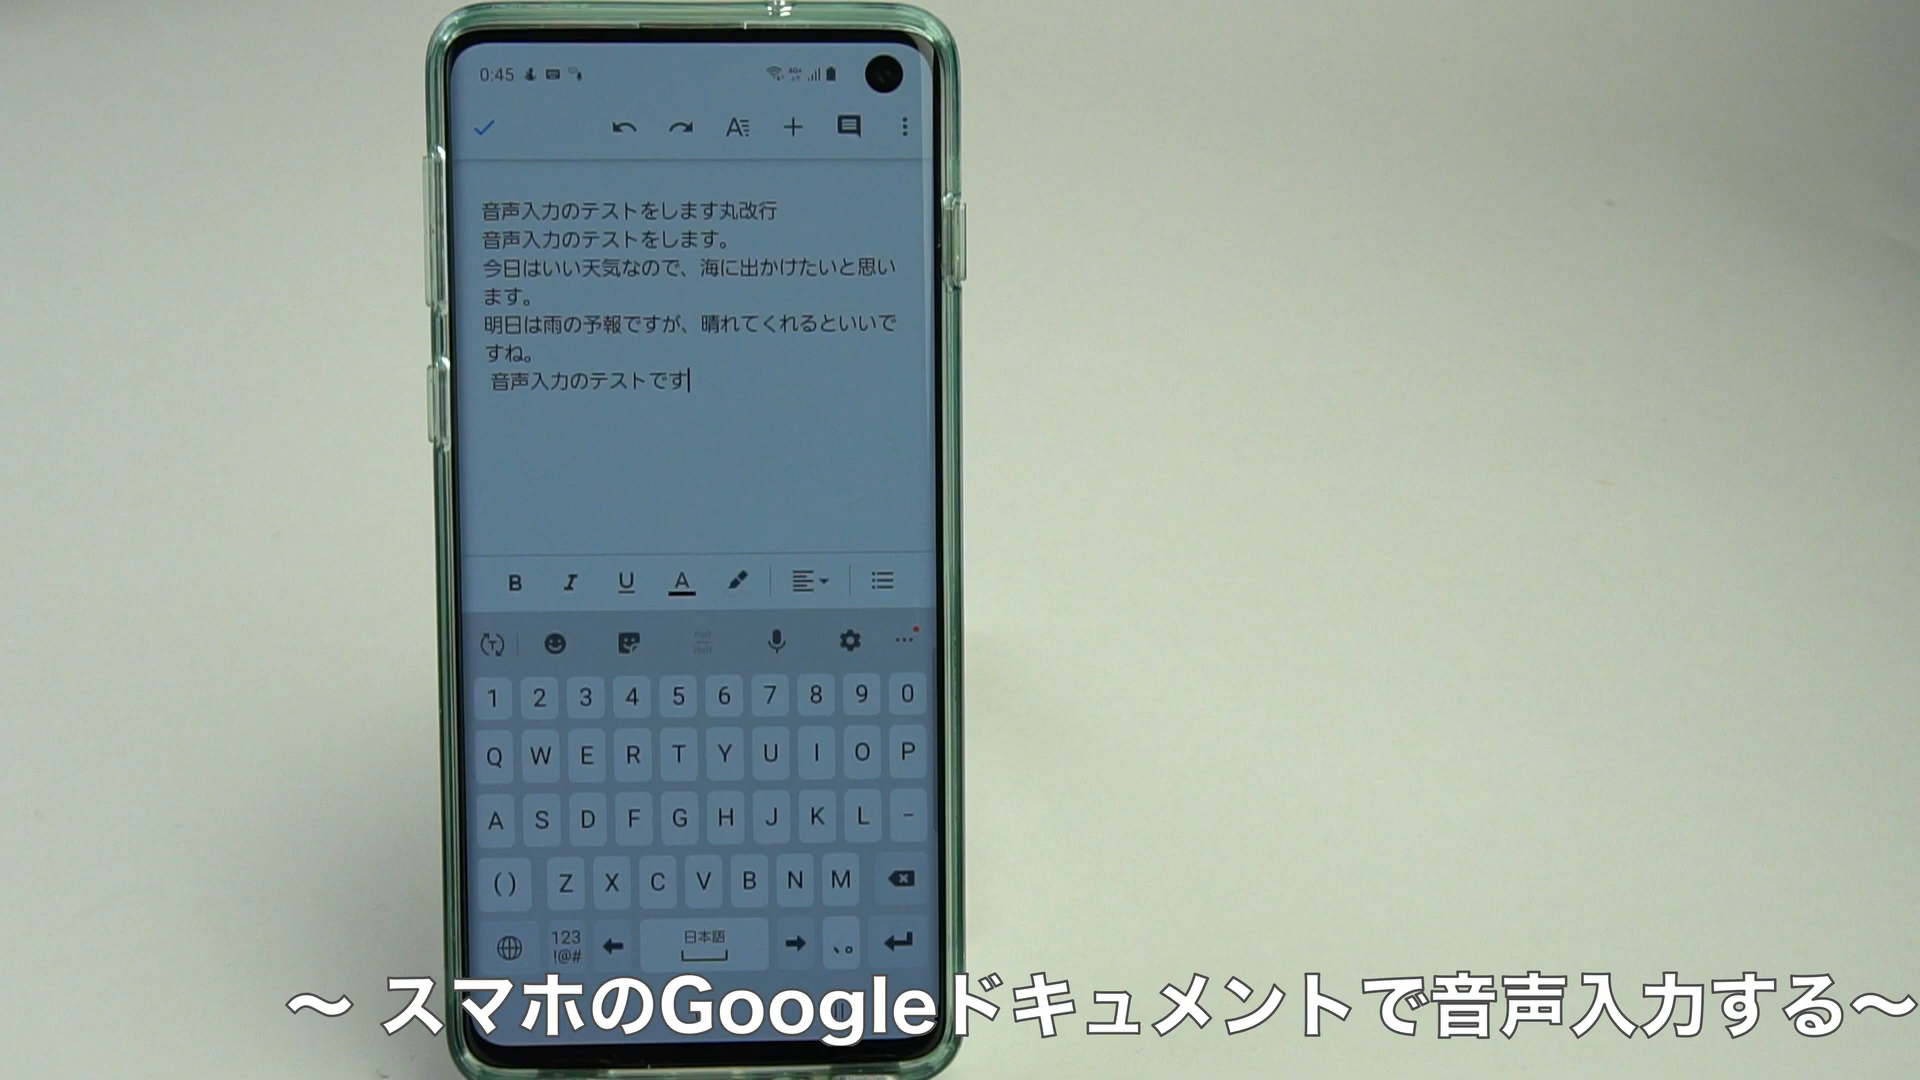 0:45
音声入力のテストをします丸改行
音声入力のテストをします。
今日はいい天気なので、海に出かけたいと思い
ます。
明日は雨の予報ですが、晴れてくれるといいで
すね。
音声入力のテストです
B I U A
1 2 3 4 5 6 7 8 9 0
Q W E R T Y U I O P
A S D F G H J K L -
( ) Z X C V B N M
123
!@#
日本語
、。
～ スマホのGoogleドキュメントで音声入力する～